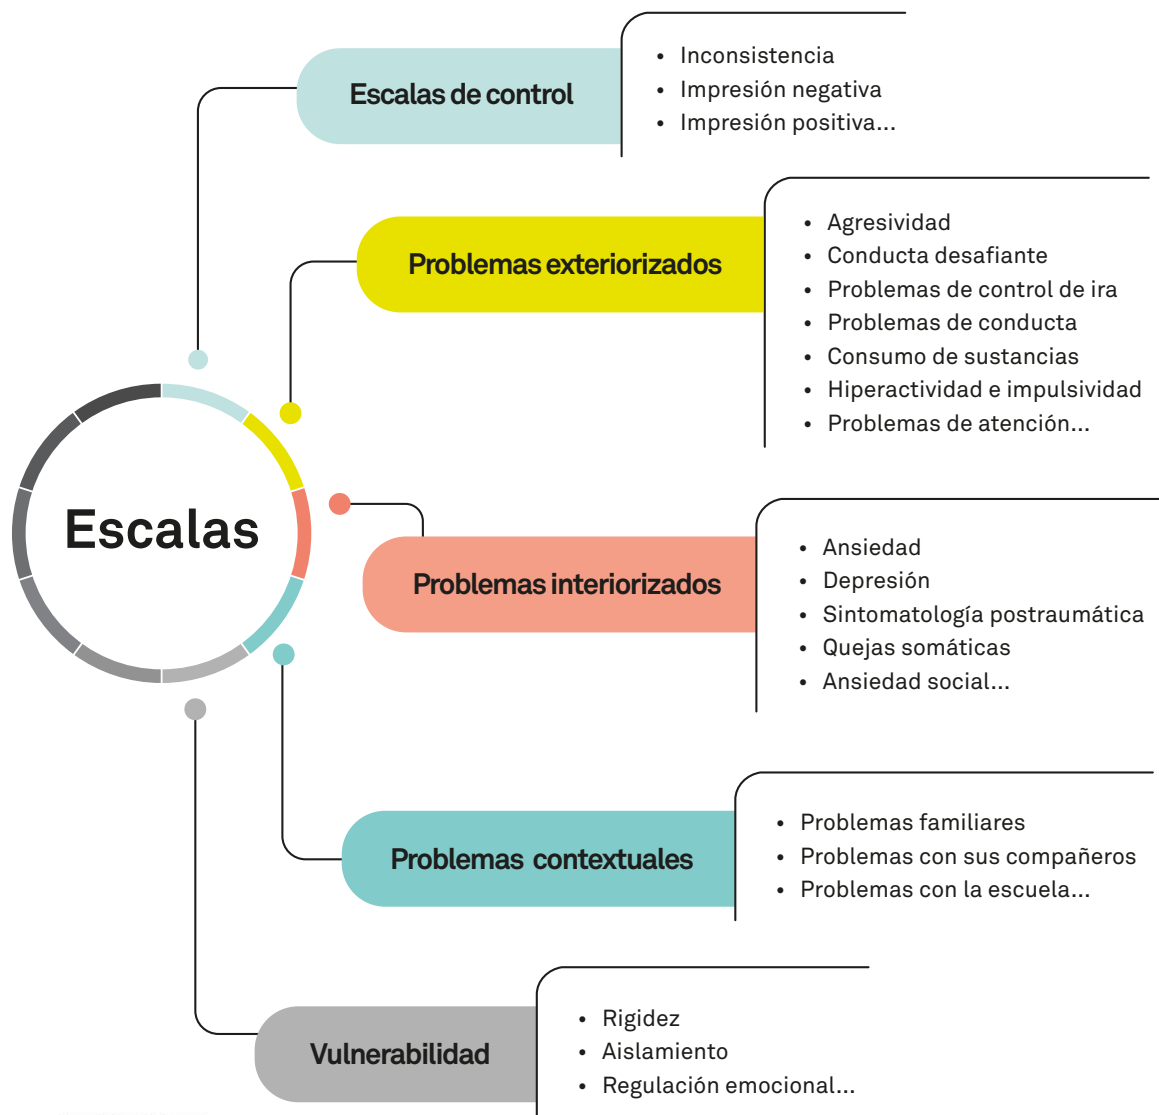 Escalas
Escalas de control
• Inconsistencia
• Impresión negativa
• Impresión positiva...
Problemas exteriorizados
• Agresividad
• Conducta desafiante
• Problemas de control de ira
• Problemas de conducta
• Consumo de sustancias
• Hiperactividad e impulsividad
• Problemas de atención...
Problemas interiorizados
• Ansiedad
• Depresión
• Sintomatología postraumática
• Quejas somáticas
• Ansiedad social...
Problemas contextuales
• Problemas familiares
• Problemas con sus compañeros
• Problemas con la escuela...
Vulnerabilidad
• Rigidez
• Aislamiento
• Regulación emocional...